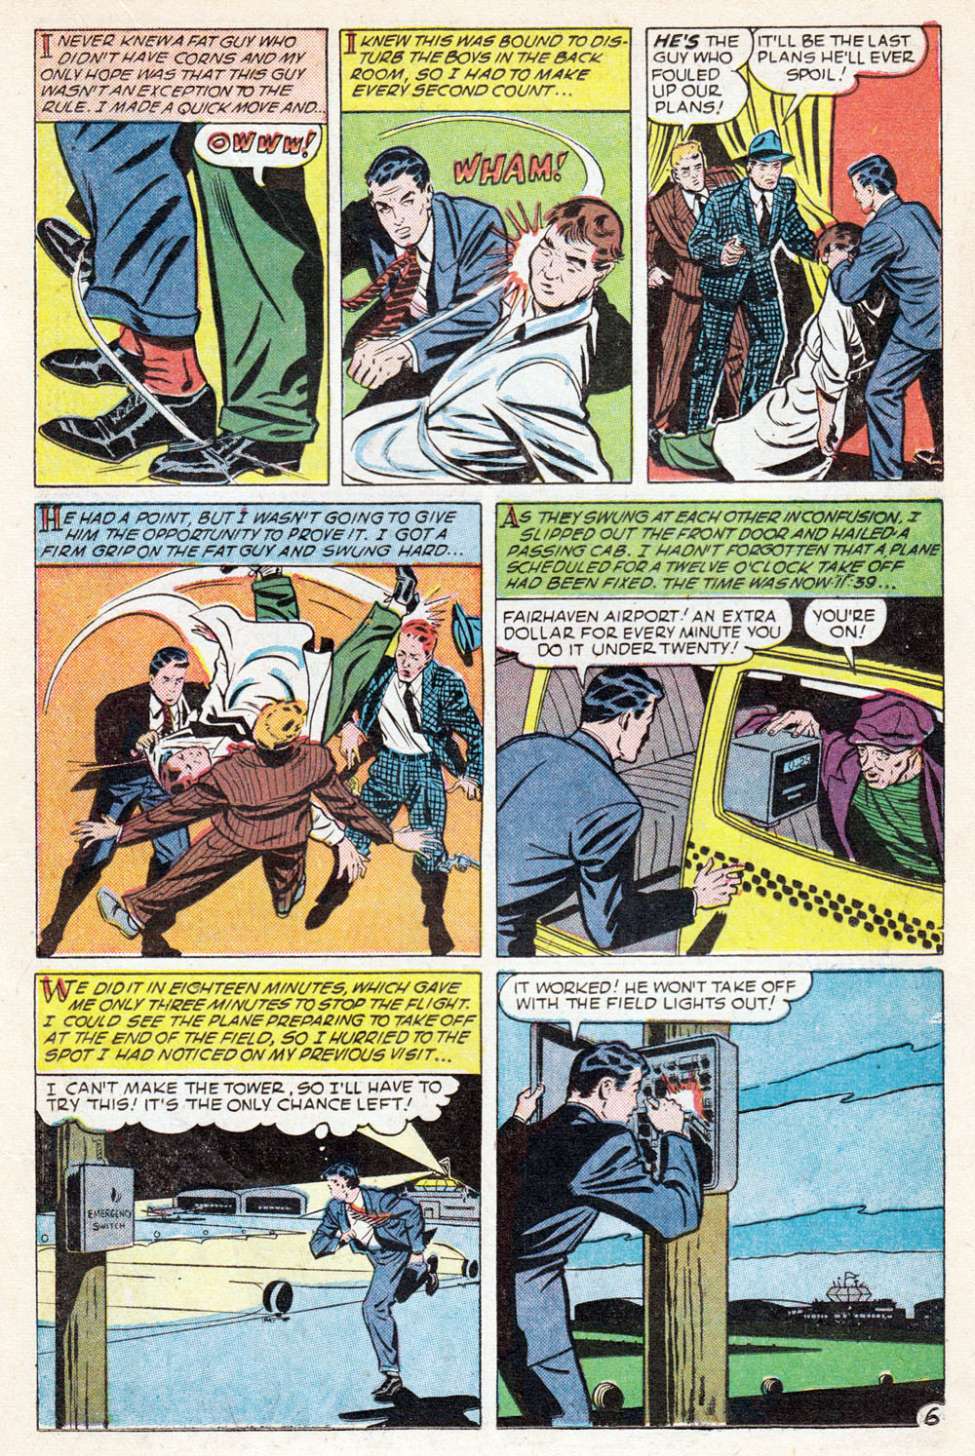 I NEVER KNEW A FAT GUY WHO
DIDN'T HAVE CORNS AND MY
ONLY HOPE WAS THAT THIS GUY
WASN'T AN EXCEPTION TO THE
RULE. I MADE A QUICK MOVE AND...
OWWW!
I KNEW THIS WAS BOUND TO DIS-
TURB THE BOYS IN THE BACK
ROOM, SO I HAD TO MAKE
EVERY SECOND COUNT...
WHAM!
HE'S THE
GUY WHO
FOULED
UP OUR
PLANS!
IT'LL BE THE LAST
PLANS HE'LL EVER
SPOIL!
HE HAD A POINT, BUT I WASN'T GOING TO GIVE
HIM THE OPPORTUNITY TO PROVE IT. I GOT A
FIRM GRIP ON THE FAT GUY AND SWUNG HARD...
AS THEY SWUNG AT EACH OTHER IN CONFUSION, I
SLIPPED OUT THE FRONT DOOR AND HAILED A
PASSING CAB. I HADN'T FORGOTTEN THAT A PLANE
SCHEDULED FOR A TWELVE O'CLOCK TAKE OFF
HAD BEEN FIXED. THE TIME WAS NOW 11:39...
FAIRHAVEN AIRPORT! AN EXTRA
DOLLAR FOR EVERY MINUTE YOU
DO IT UNDER TWENTY!
YOU'RE
ON!
WE DID IT IN EIGHTEEN MINUTES, WHICH GAVE
ME ONLY THREE MINUTES TO STOP THE FLIGHT.
I COULD SEE THE PLANE PREPARING TO TAKE OFF
AT THE END OF THE FIELD, SO I HURRIED TO THE
SPOT I HAD NOTICED ON MY PREVIOUS VISIT...
I CAN'T MAKE THE TOWER, SO I'LL HAVE TO
TRY THIS! IT'S THE ONLY CHANCE LEFT!
EMERGENCY
SWITCH
IT WORKED! HE WON'T TAKE OFF
WITH THE FIELD LIGHTS OUT!
6